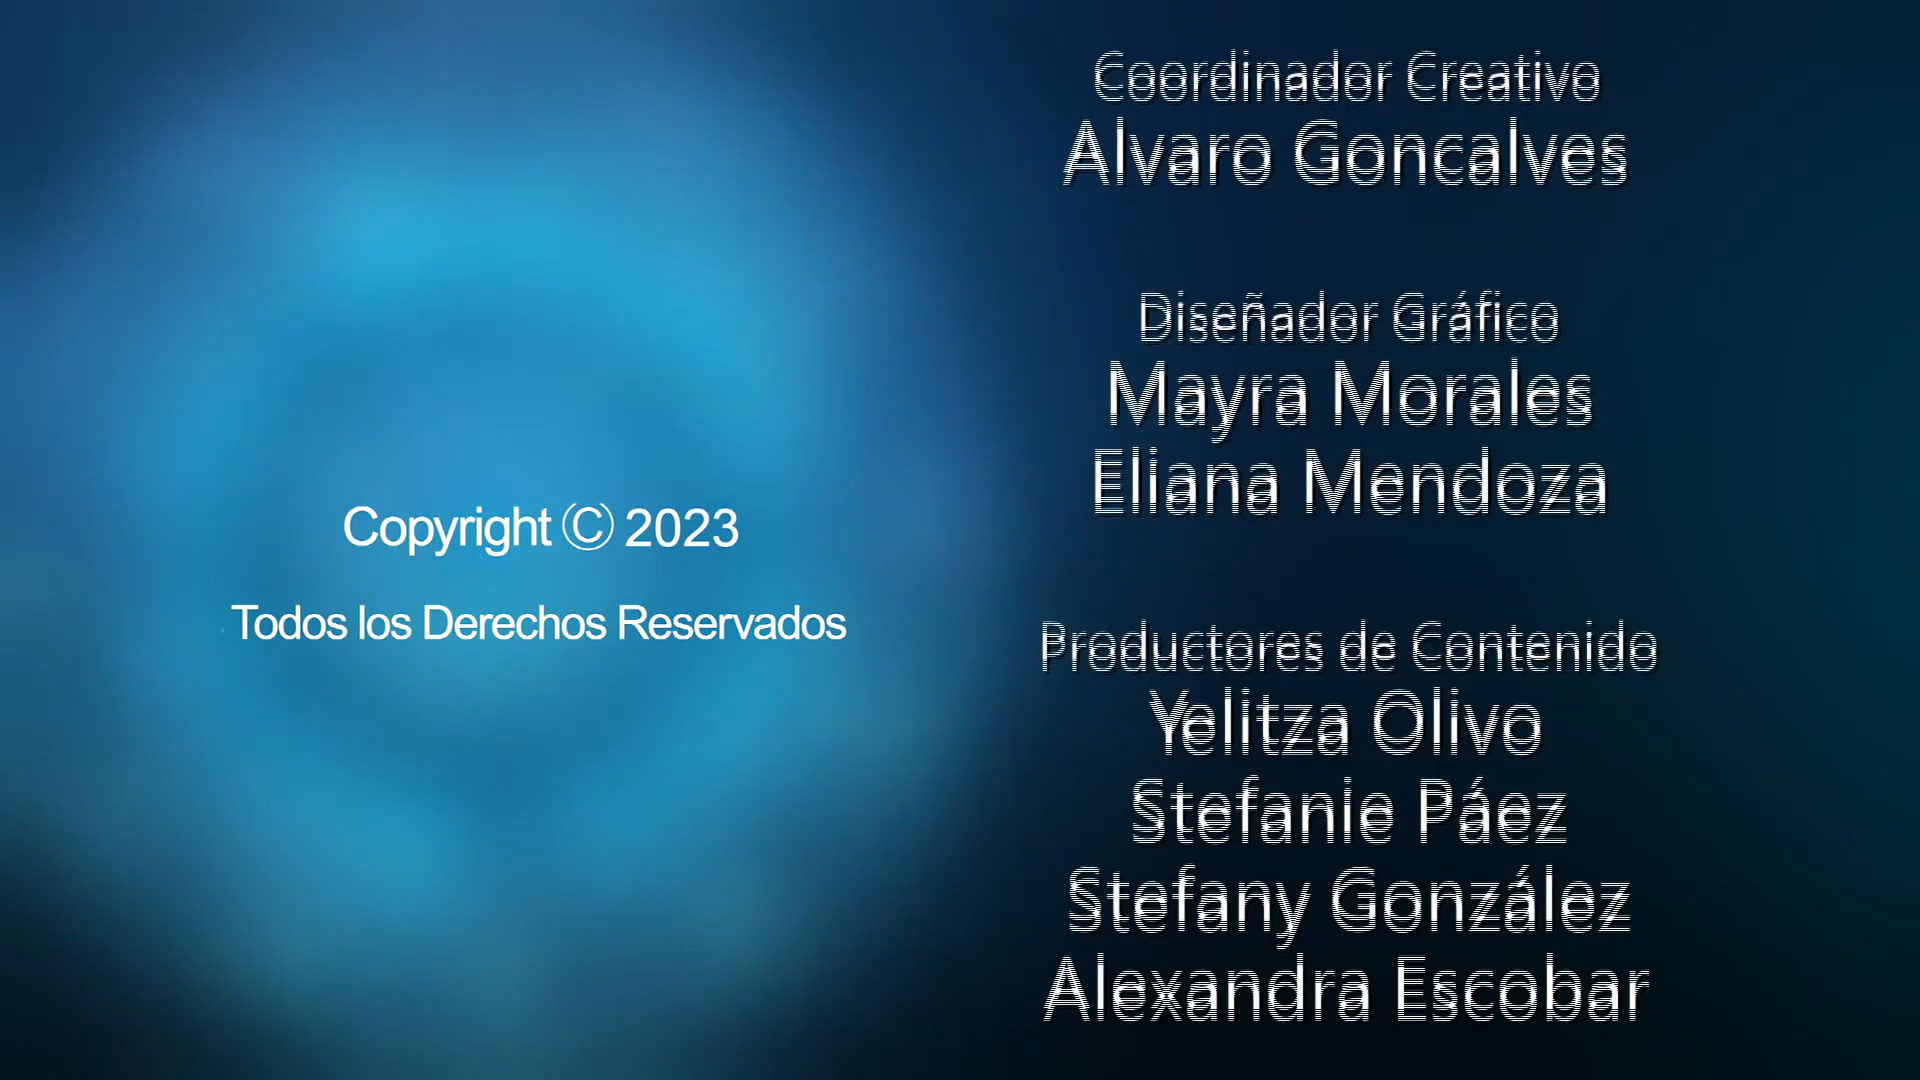 Copyright © 2023
Todos los Derechos Reservados
Coordinador Creativo
Alvaro Goncalves
Diseñador Gráfico
Mayra Morales
Eliana Mendoza
Productores de Contenido
Yelitza Olivo
Stefanie Páez
Stefany González
Alexandra Escobar